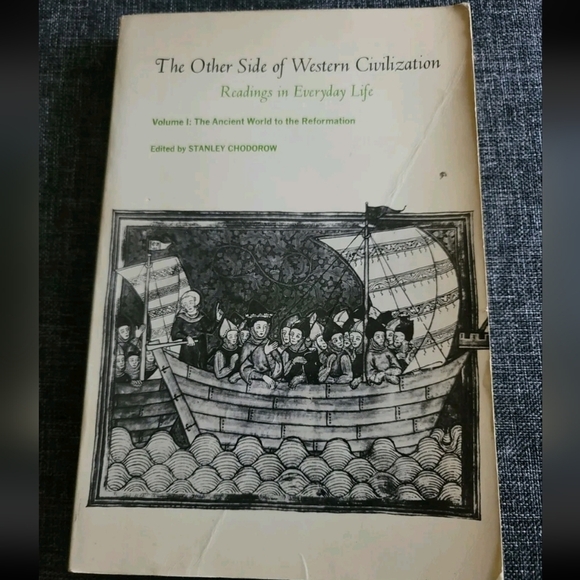 The Other Side of Western Civilization
Readings in Everyday Life
Volume I: The Ancient World to the Reformation
Edited by STANLEY CHODOROW